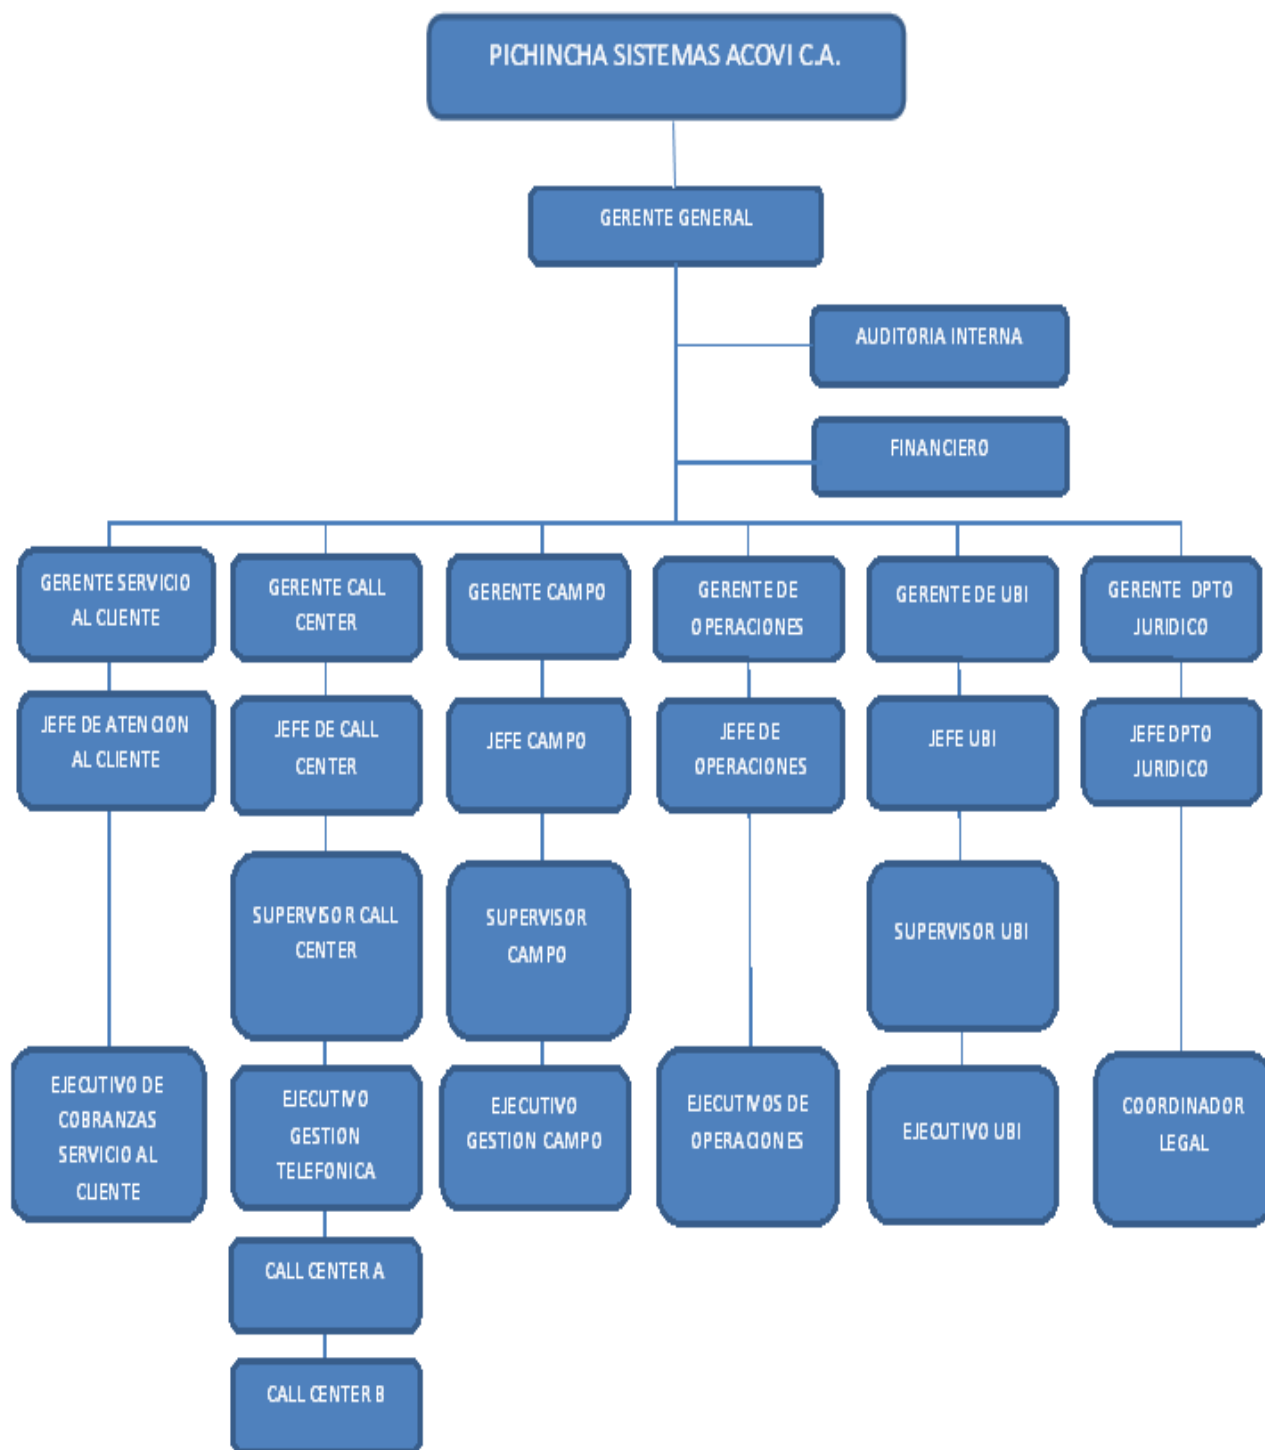 PICHINCHA SISTEMAS ACOVI C.A.
GERENTE GENERAL
AUDITORIA INTERNA
FINANCIERO
GERENTE SERVICIO
AL CLIENTE
GERENTE CALL
CENTER
GERENTE CAMPO
GERENTE DE
OPERACIONES
GERENTE DE UBI
GERENTE DPTO
JURIDICO
JEFE DE ATENCION
AL CLIENTE
JEFE DE CALL
CENTER
JEFE CAMPO
JEFE DE
OPERACIONES
JEFE UBI
JEFE DPTO
JURIDICO
SUPERVISOR CALL
CENTER
SUPERVISOR
CAMPO
SUPERVISOR UBI
EJECUTIVO DE
COBRANZAS
SERVICIO AL
CLIENTE
EJECUTIVO
GESTION
TELEFONICA
EJECUTIVO
GESTION CAMPO
EJECUTIVOS DE
OPERACIONES
EJECUTIVO UBI
COORDINADOR
LEGAL
CALL CENTER A
CALL CENTER B